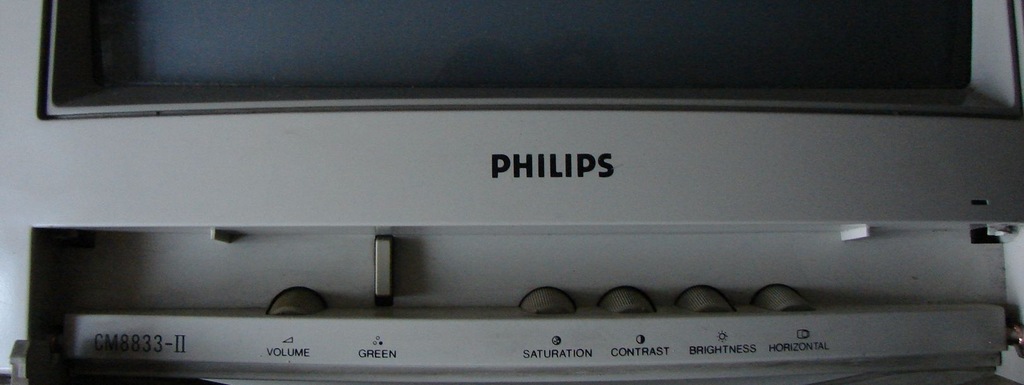 PHILIPS
CM8833-II
VOLUME GREEN SATURATION CONTRAST BRIGHTNESS HORIZONTAL